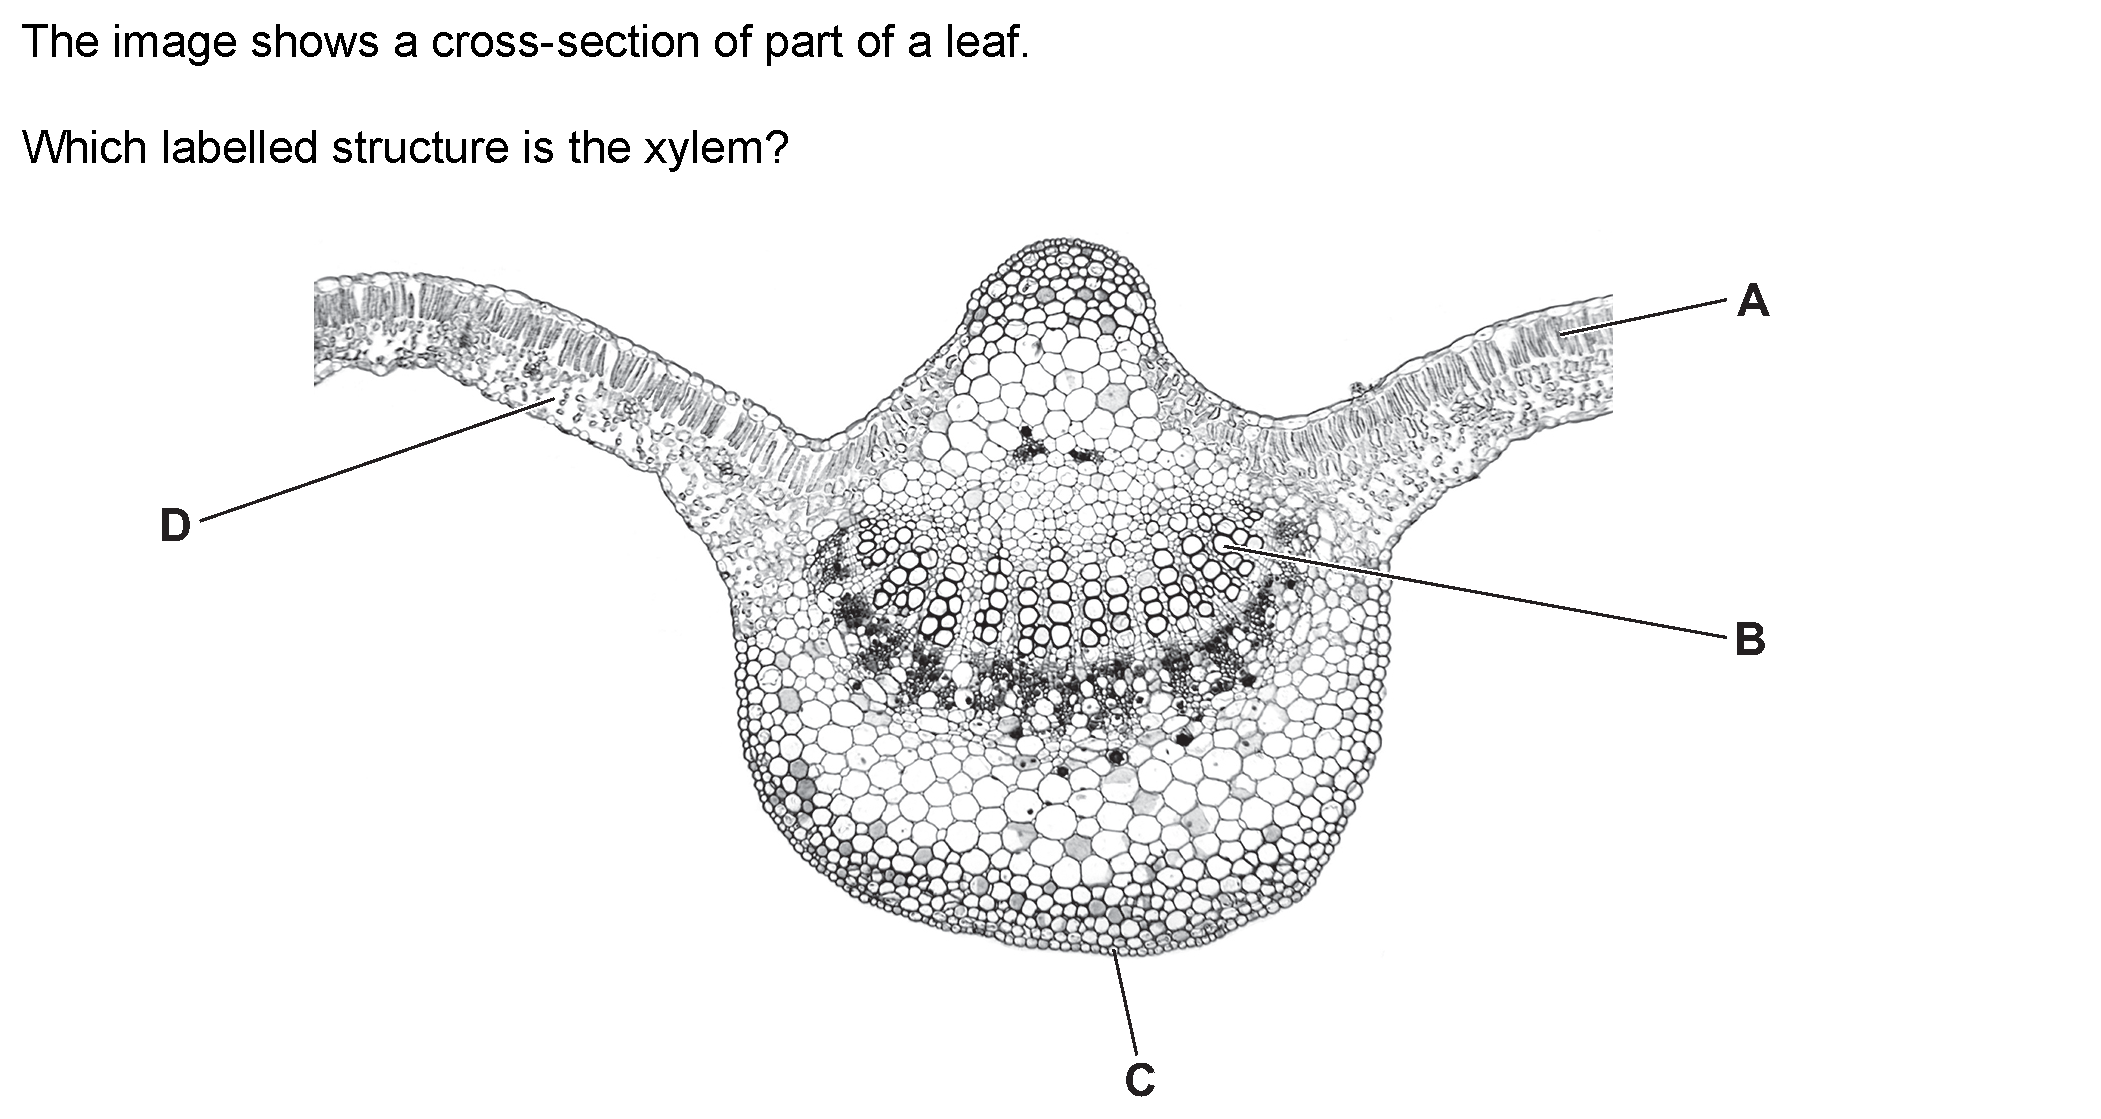 The image shows a cross-section of part of a leaf.
Which labelled structure is the xylem?
A
D
B
C